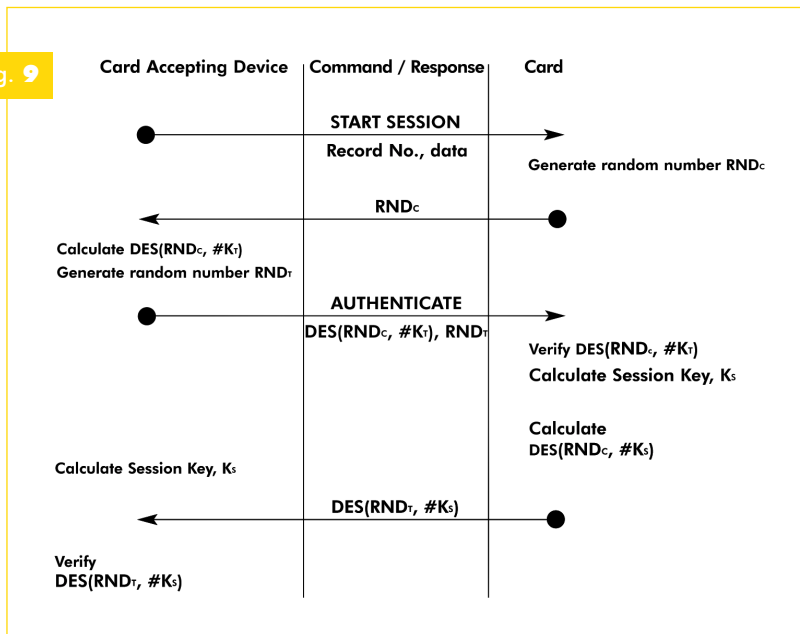 g. 9
Card Accepting Device Command / Response Card
START SESSION
Record No., data
Generate random number RNDC
RNDC
Calculate DES(RNDC, #KT)
Generate random number RNDT
AUTHENTICATE
DES(RNDC, #KT), RNDT
Verify DES(RNDC, #KT)
Calculate Session Key, KS
Calculate
DES(RNDC, #KS)
Calculate Session Key, KS
DES(RNDT, #KS)
Verify
DES(RNDT, #KS)